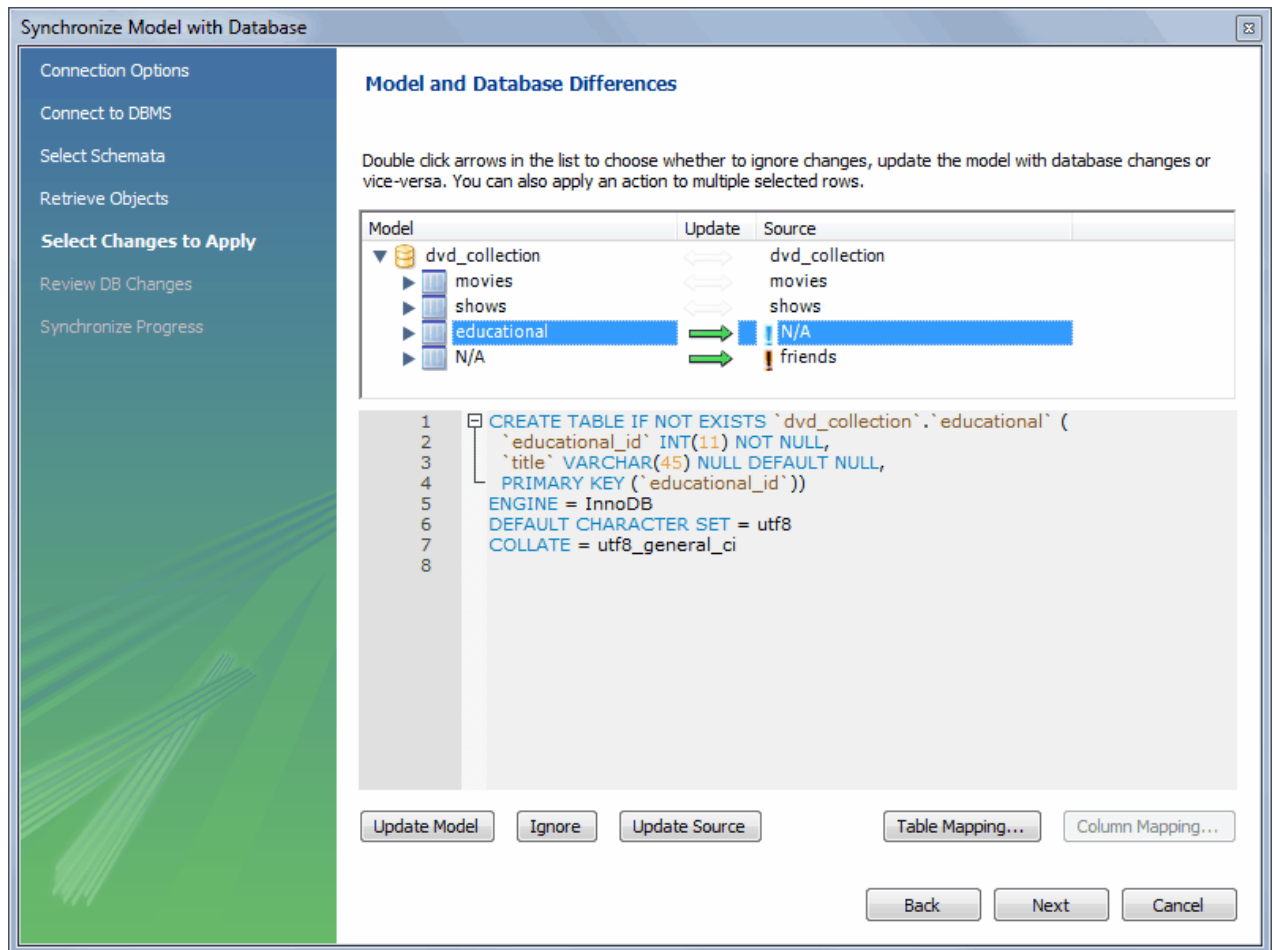 Synchronize Model with Database
Connection Options
Connect to DBMS
Select Schemata
Retrieve Objects
Select Changes to Apply
Review DB Changes
Synchronize Progress
Model and Database Differences
Double click arrows in the list to choose whether to ignore changes, update the model with database changes or
vice-versa. You can also apply an action to multiple selected rows.
Model Update Source
dvd_collection dvd_collection
movies movies
shows shows
educational N/A
N/A friends
1 CREATE TABLE IF NOT EXISTS `dvd_collection`.`educational` (
2 `educational_id` INT(11) NOT NULL,
3 `title` VARCHAR(45) NULL DEFAULT NULL,
4 PRIMARY KEY (`educational_id`))
5 ENGINE = InnoDB
6 DEFAULT CHARACTER SET = utf8
7 COLLATE = utf8_general_ci
8
Update Model Ignore Update Source Table Mapping... Column Mapping...
Back Next Cancel